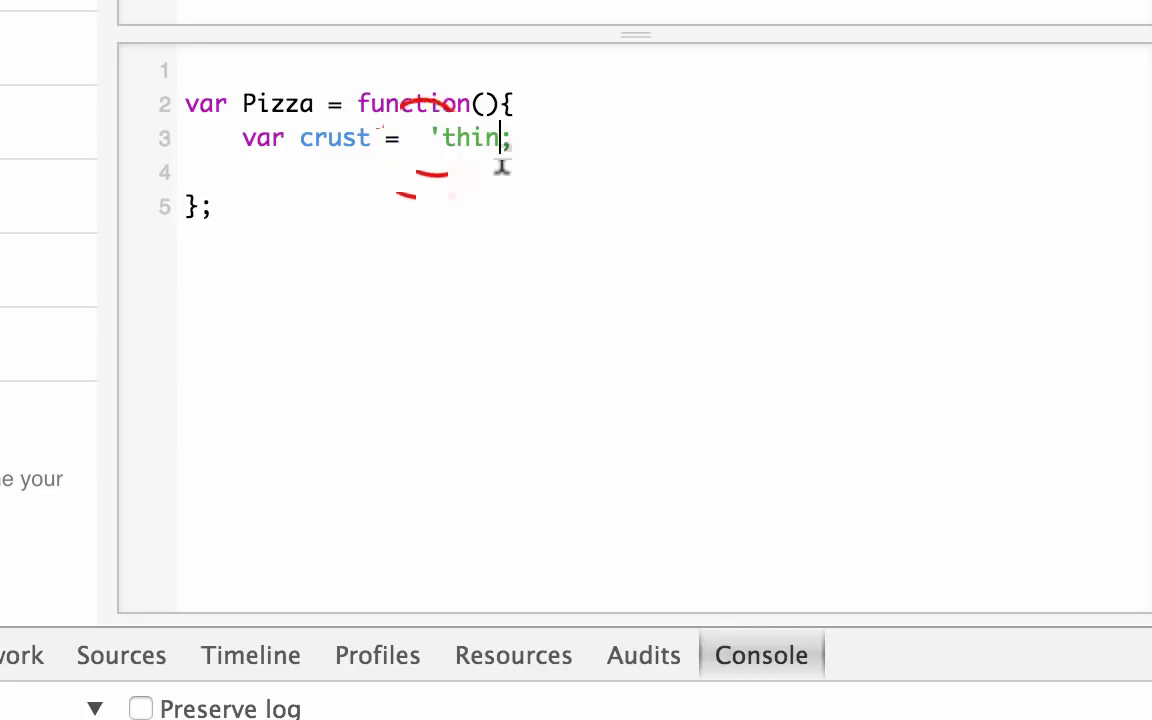 1
2 var Pizza = function(){
3 var crust = 'thin;
4
5 };
e your
ork Sources Timeline Profiles Resources Audits Console
▼ Preserve log